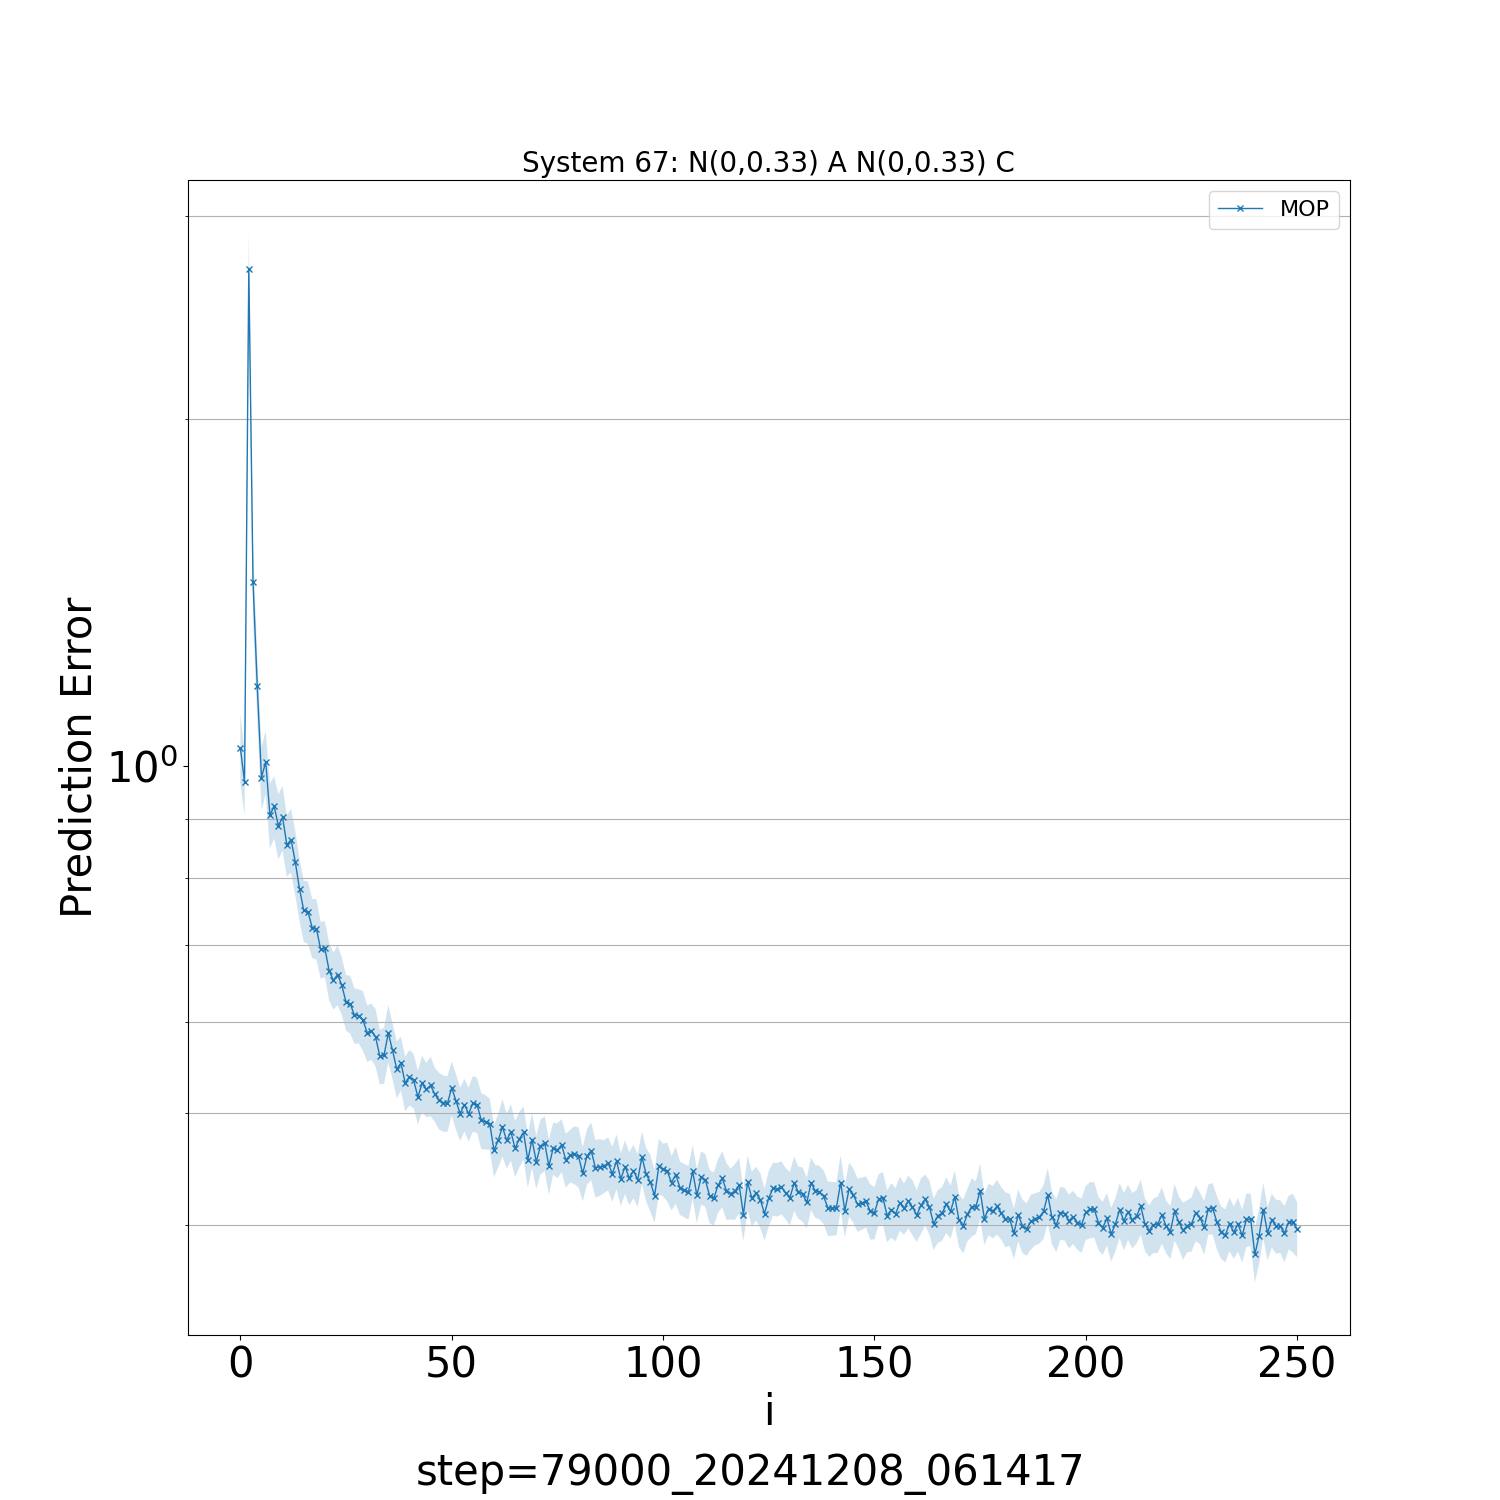 System 67: N(0,0.33) A N(0,0.33) C
MOP
Prediction Error
10⁰
0 50 100 150 200 250
i
step=79000_20241208_061417